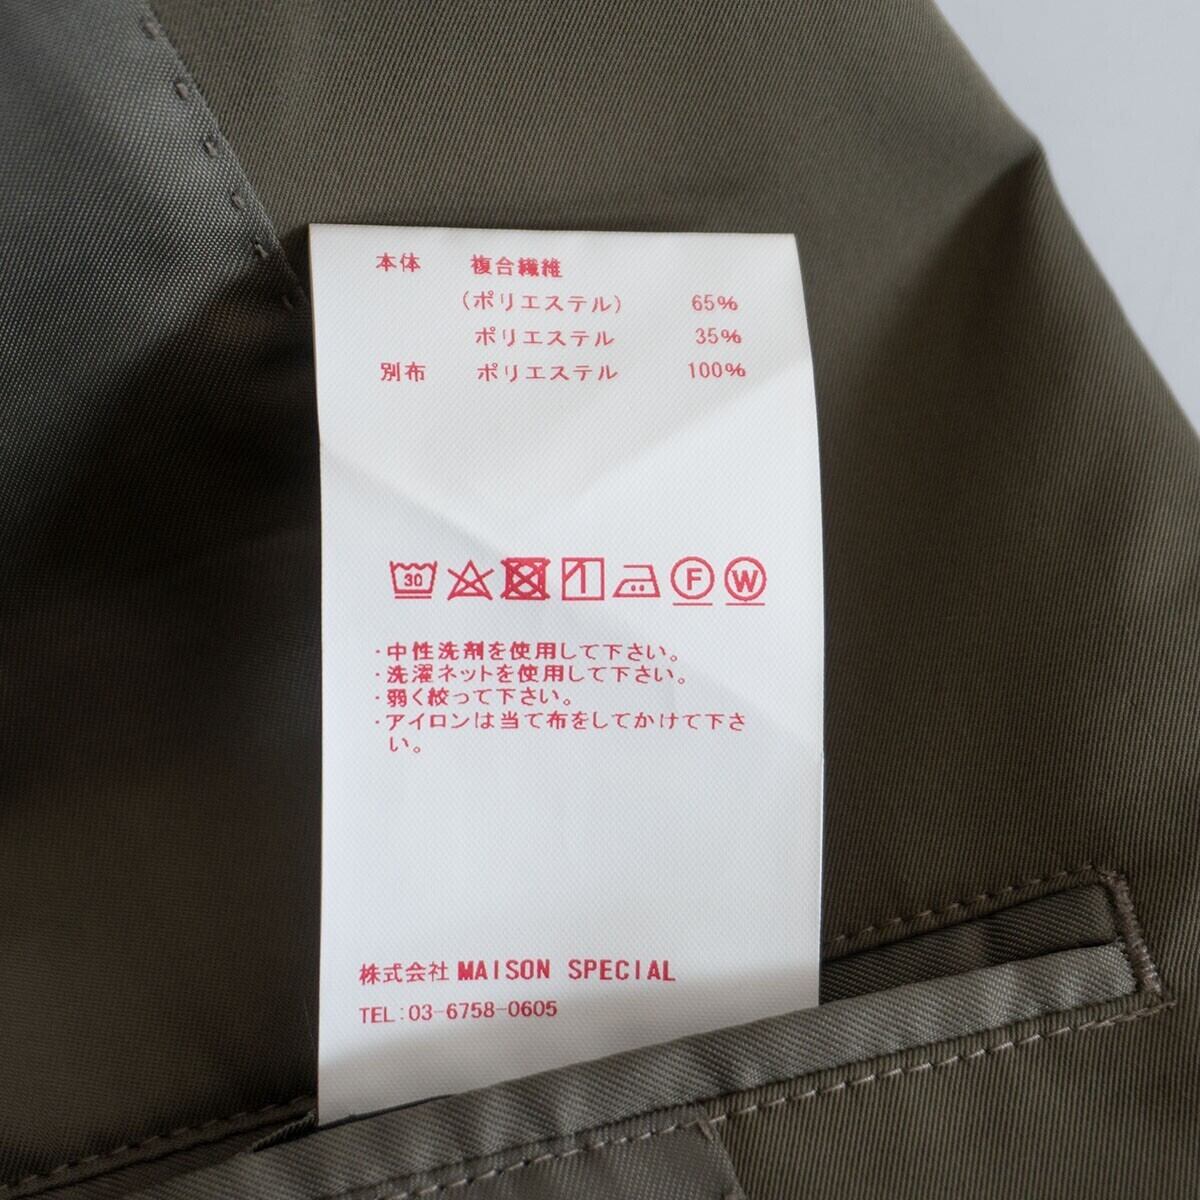 本体 複合繊維
(ポリエステル) 65%
ポリエステル 35%
別布 ポリエステル 100%
30 F W
・中性洗剤を使用して下さい。
・洗濯ネットを使用して下さい。
・弱く絞って下さい。
・アイロンは当て布をしてかけて下さ
い。
株式会社 MAISON SPECIAL
TEL:03-6758-0605